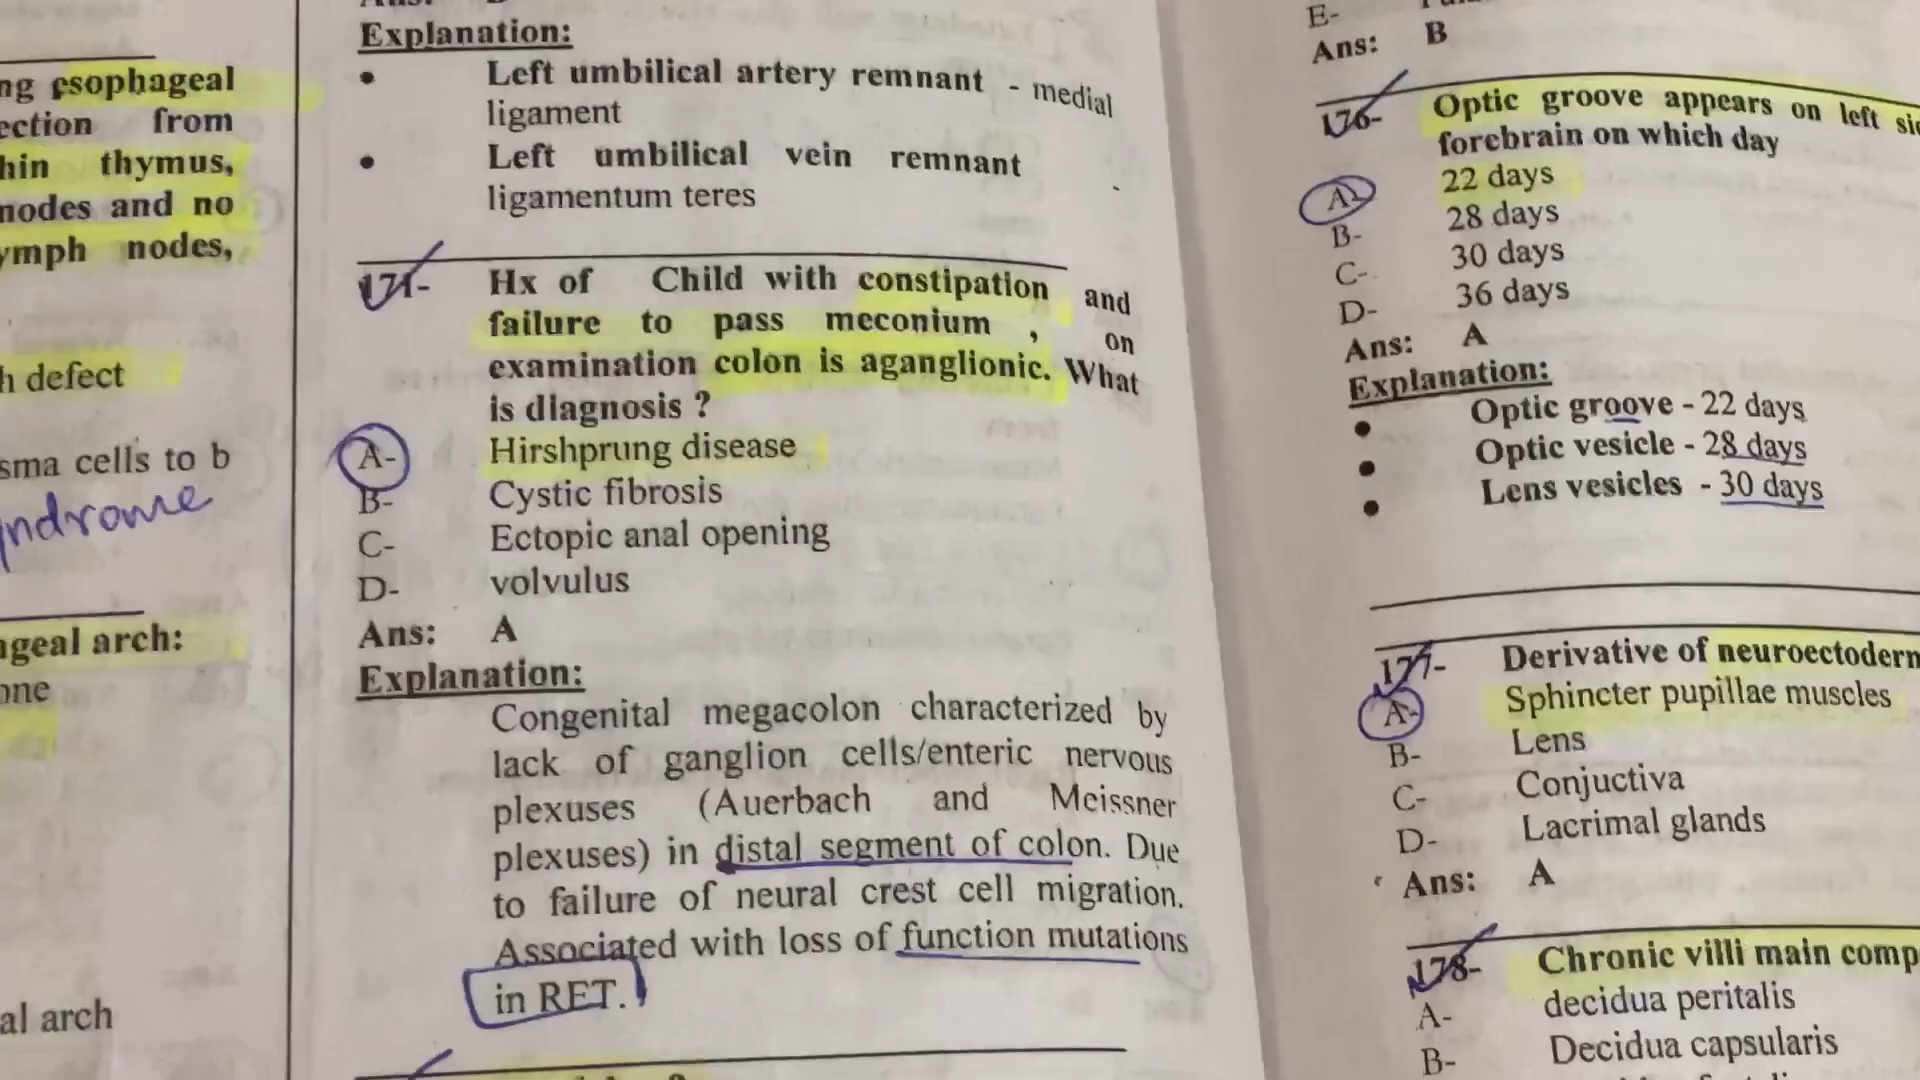 ng esophageal
ection from
hin thymus,
nodes and no
ymph nodes,
h defect
sma cells to b
yndrome
ngeal arch:
one
al arch
Explanation:
• Left umbilical artery remnant - medial
ligament
• Left umbilical vein remnant
ligamentum teres
171- Hx of Child with constipation and
failure to pass meconium , on
examination colon is aganglionic. What
is diagnosis ?
A- Hirshprung disease
B- Cystic fibrosis
C- Ectopic anal opening
D- volvulus
Ans: A
Explanation:
Congenital megacolon characterized by
lack of ganglion cells/enteric nervous
plexuses (Auerbach and Meissner
plexuses) in distal segment of colon. Due
to failure of neural crest cell migration.
Associated with loss of function mutations
in RET.
E-
Ans: B
176- Optic groove appears on left sid
forebrain on which day
A- 22 days
B- 28 days
C- 30 days
D- 36 days
Ans: A
Explanation:
• Optic groove - 22 days
• Optic vesicle - 28 days
• Lens vesicles - 30 days
177- Derivative of neuroectoderm
A- Sphincter pupillae muscles
B- Lens
C- Conjuctiva
D- Lacrimal glands
Ans: A
178- Chronic villi main comp
A- decidua peritalis
B- Decidua capsularis